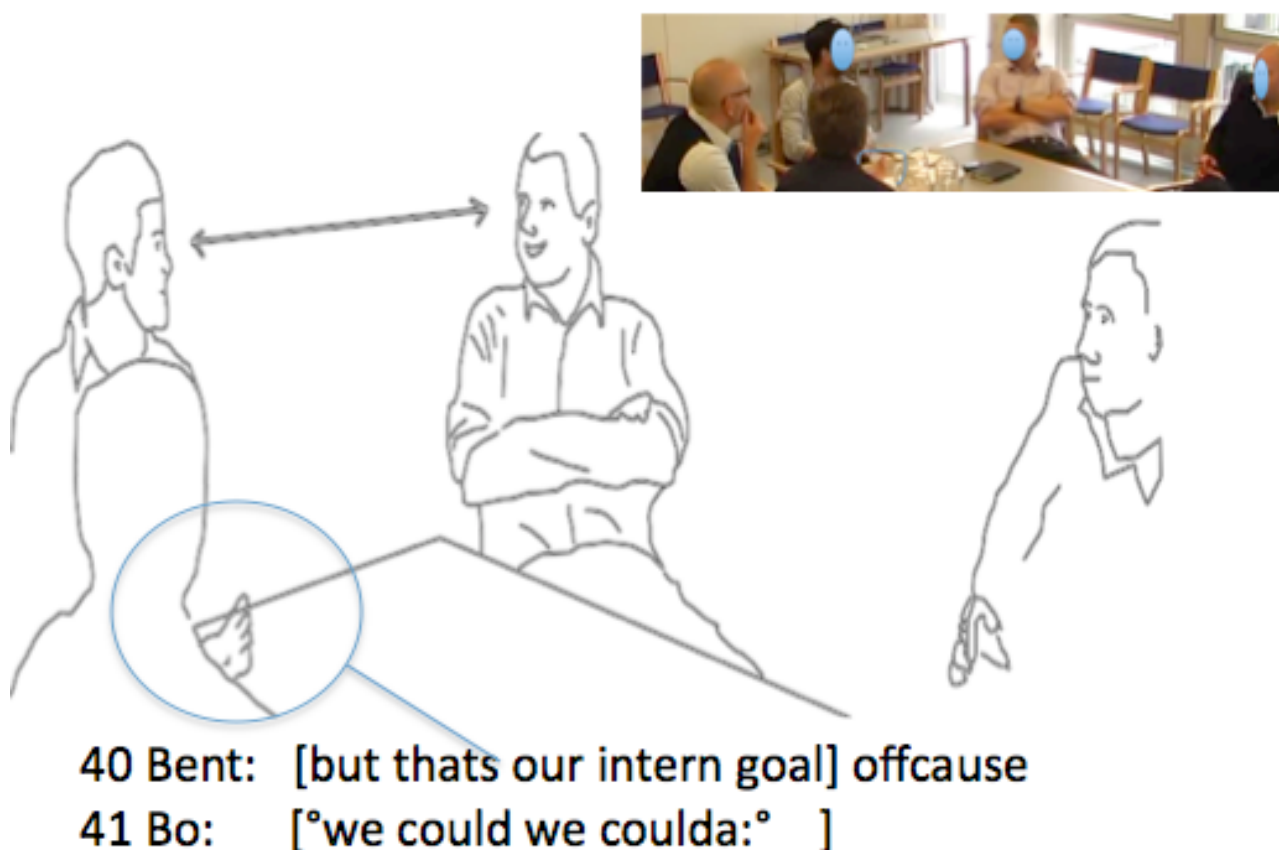 40 Bent: [but thats our intern goal] offcause
41 Bo: [°we could we coulda:° ]